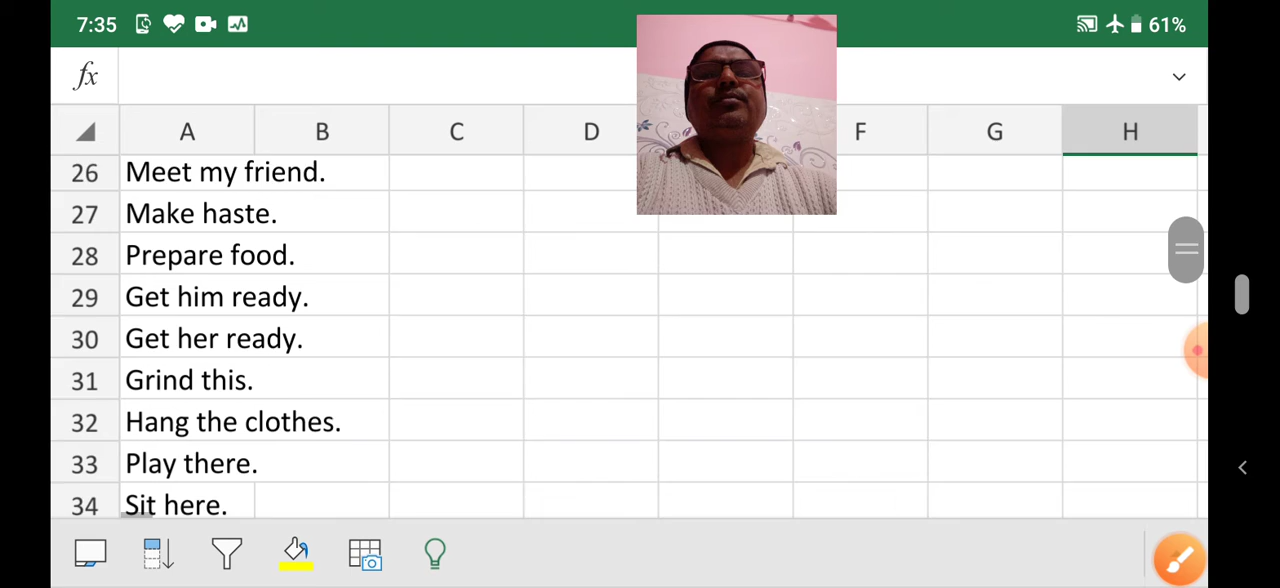 7:35 61%
fx
A B C D F G H
26 Meet my friend.
27 Make haste.
28 Prepare food.
29 Get him ready.
30 Get her ready.
31 Grind this.
32 Hang the clothes.
33 Play there.
34 Sit here.